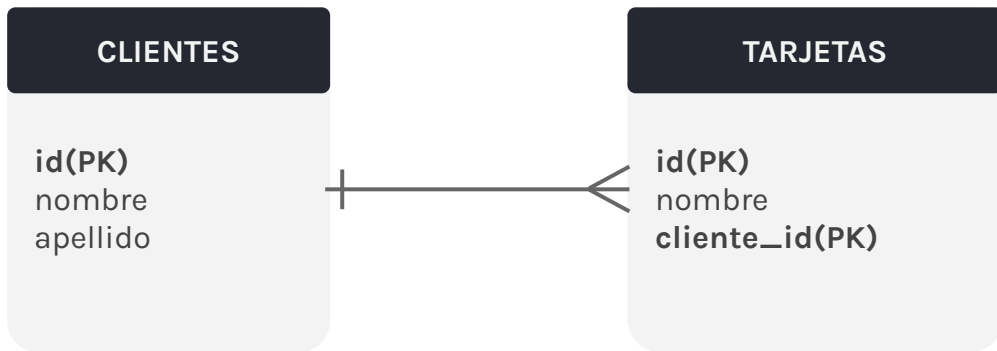 CLIENTES
id(PK)
nombre
apellido
TARJETAS
id(PK)
nombre
cliente_id(PK)